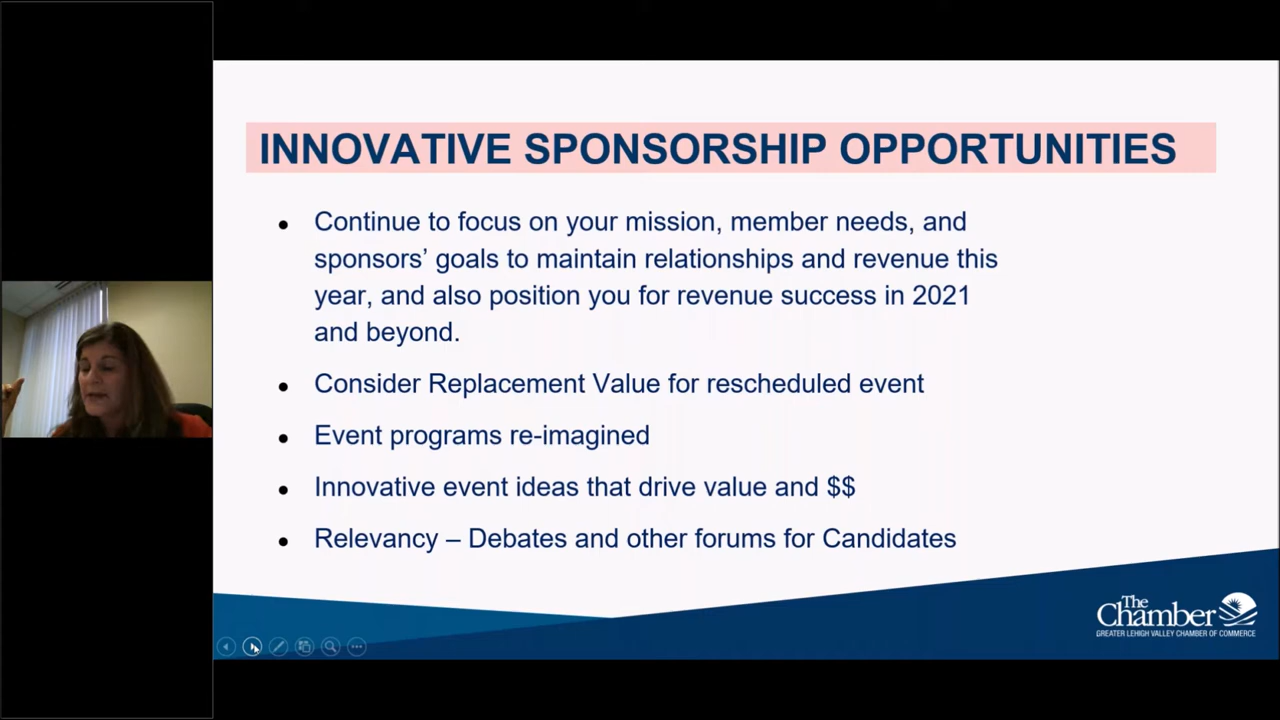 INNOVATIVE SPONSORSHIP OPPORTUNITIES
• Continue to focus on your mission, member needs, and
sponsors’ goals to maintain relationships and revenue this
year, and also position you for revenue success in 2021
and beyond.
• Consider Replacement Value for rescheduled event
• Event programs re-imagined
• Innovative event ideas that drive value and $$
• Relevancy – Debates and other forums for Candidates
The
Chamber
GREATER LEHIGH VALLEY CHAMBER OF COMMERCE